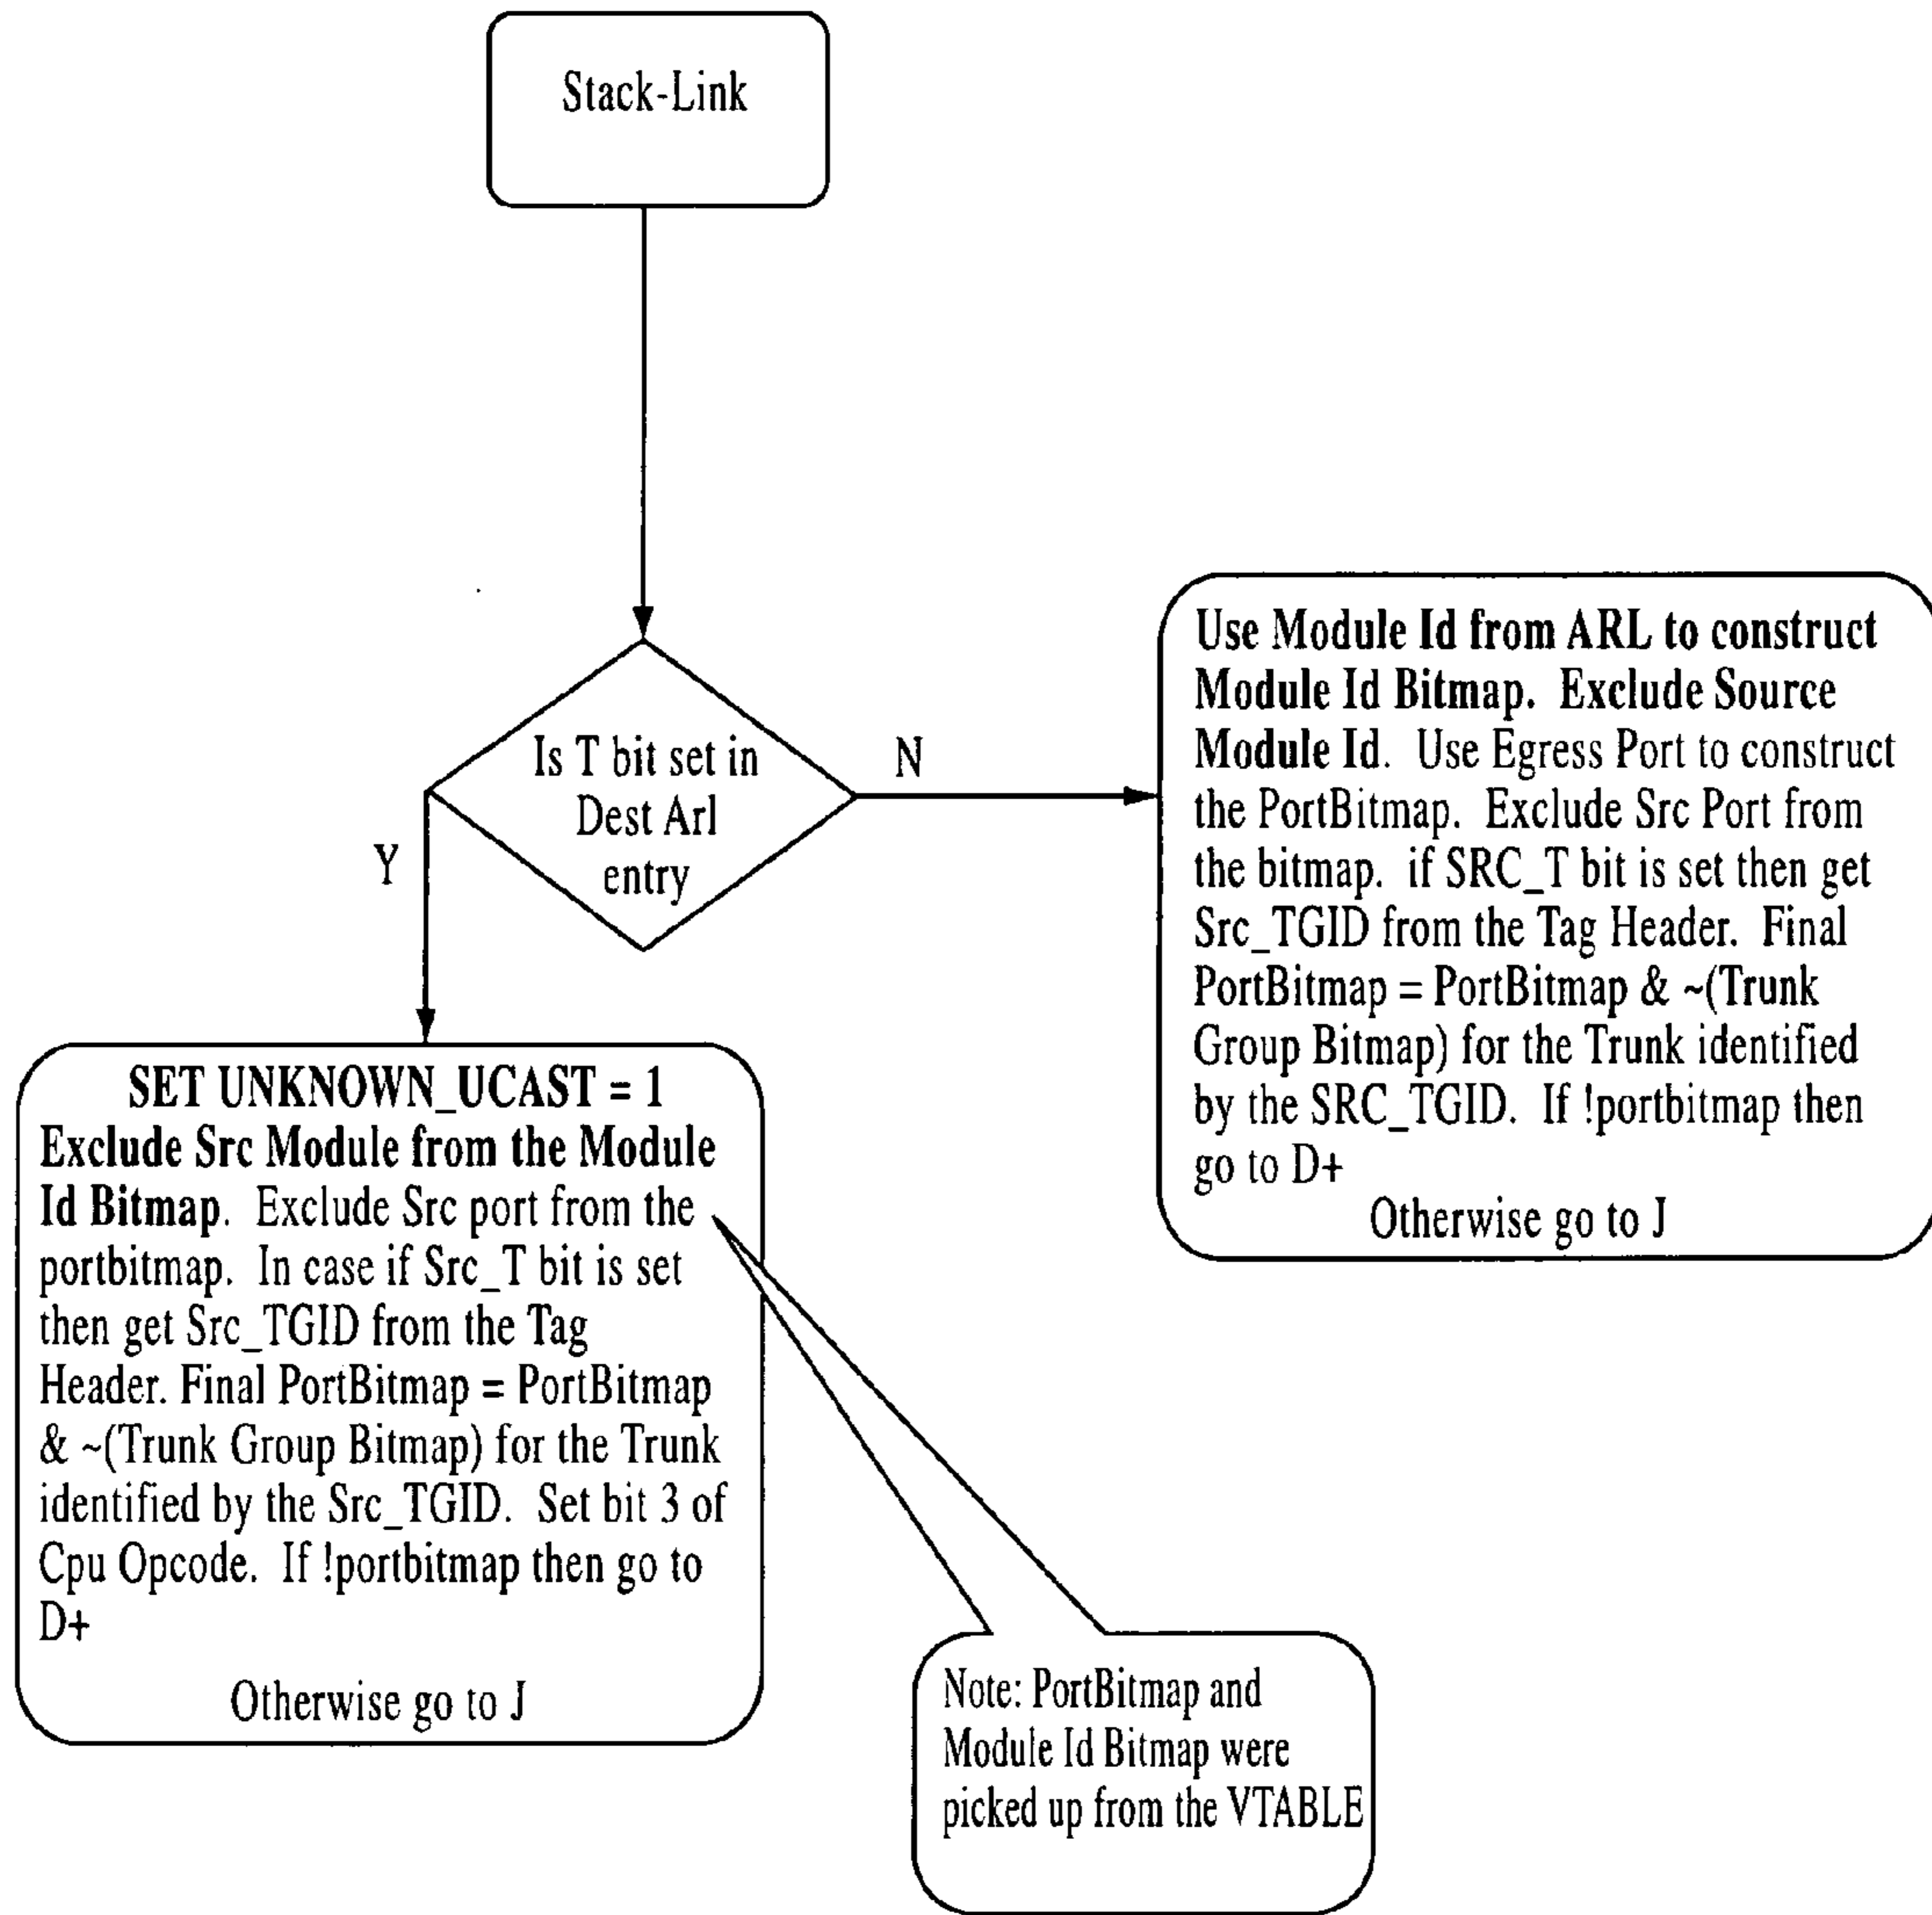 Stack-Link
Is T bit set in
Dest Arl
entry
N
Y
Use Module Id from ARL to construct
Module Id Bitmap. Exclude Source
Module Id. Use Egress Port to construct
the PortBitmap. Exclude Src Port from
the bitmap. if SRC_T bit is set then get
Src_TGID from the Tag Header. Final
PortBitmap = PortBitmap & ~(Trunk
Group Bitmap) for the Trunk identified
by the SRC_TGID. If !portbitmap then
go to D+
Otherwise go to J
SET UNKNOWN_UCAST = 1
Exclude Src Module from the Module
Id Bitmap. Exclude Src port from the
portbitmap. In case if Src_T bit is set
then get Src_TGID from the Tag
Header. Final PortBitmap = PortBitmap
& ~(Trunk Group Bitmap) for the Trunk
identified by the Src_TGID. Set bit 3 of
Cpu Opcode. If !portbitmap then go to
D+
Otherwise go to J
Note: PortBitmap and
Module Id Bitmap were
picked up from the VTABLE